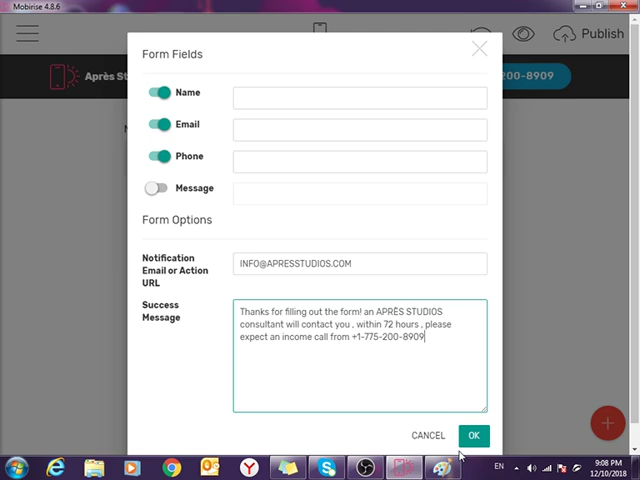 Mobirise 4.8.6
Publish
Après St
200-8909
Form Fields
Name
Email
Phone
Message
Form Options
Notification
Email or Action
URL
INFO@APRESSTUDIOS.COM
Success
Message
Thanks for filling out the form! an APRÈS STUDIOS
consultant will contact you , within 72 hours , please
expect an income call from +1-775-200-8909
CANCEL
OK
EN
9:08 PM
12/10/2018